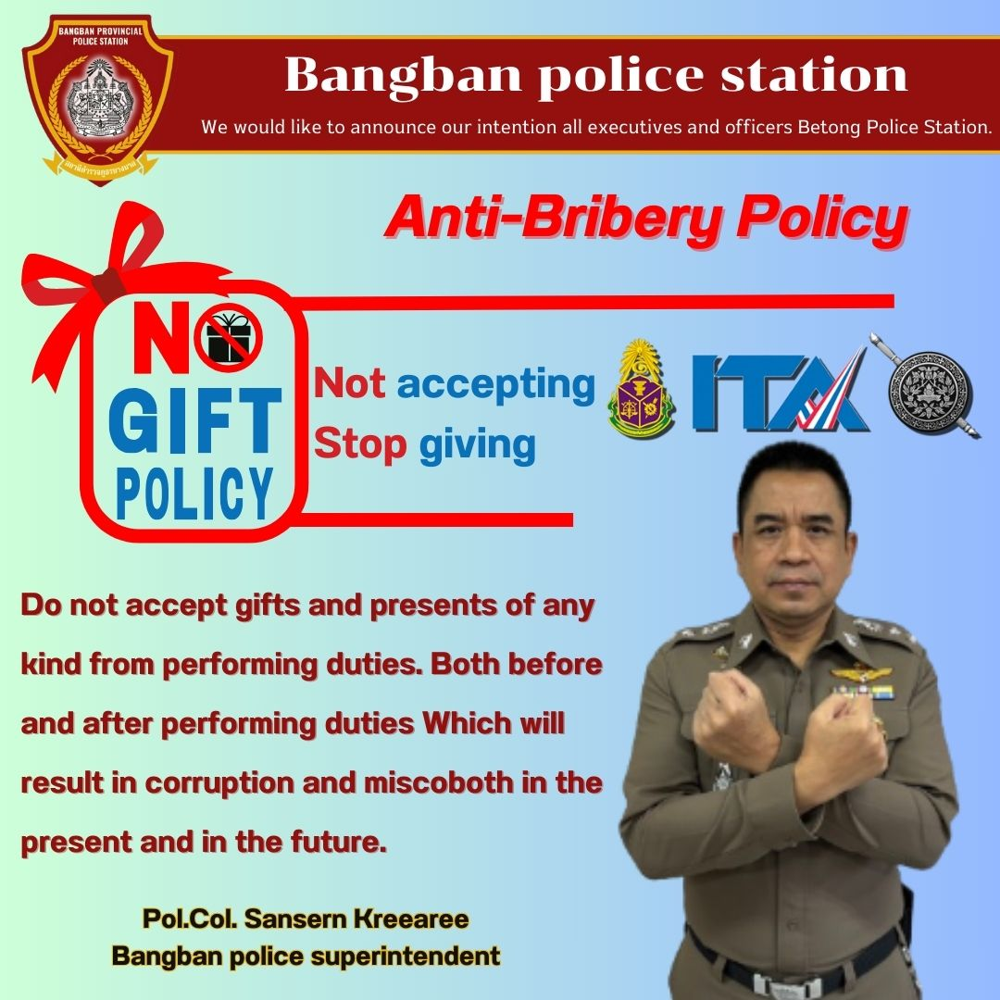 BANGBAN PROVINCIAL
POLICE STATION
Bangban police station
We would like to announce our intention all executives and officers Betong Police Station.
Anti-Bribery Policy
NO
GIFT
POLICY
Not accepting
Stop giving
ITA
Do not accept gifts and presents of any
kind from performing duties. Both before
and after performing duties Which will
result in corruption and miscoboth in the
present and in the future.
Pol.Col. Sansern Kreearee
Bangban police superintendent